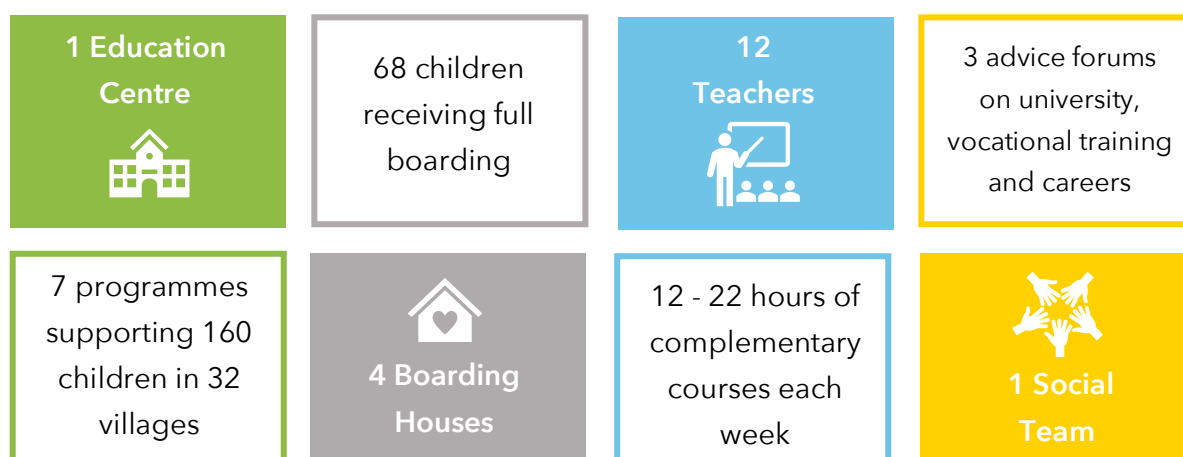 1 Education
Centre
68 children
receiving full
boarding
12
Teachers
3 advice forums
on university,
vocational training
and careers
7 programmes
supporting 160
children in 32
villages
4 Boarding
Houses
12 - 22 hours of
complementary
courses each
week
1 Social
Team